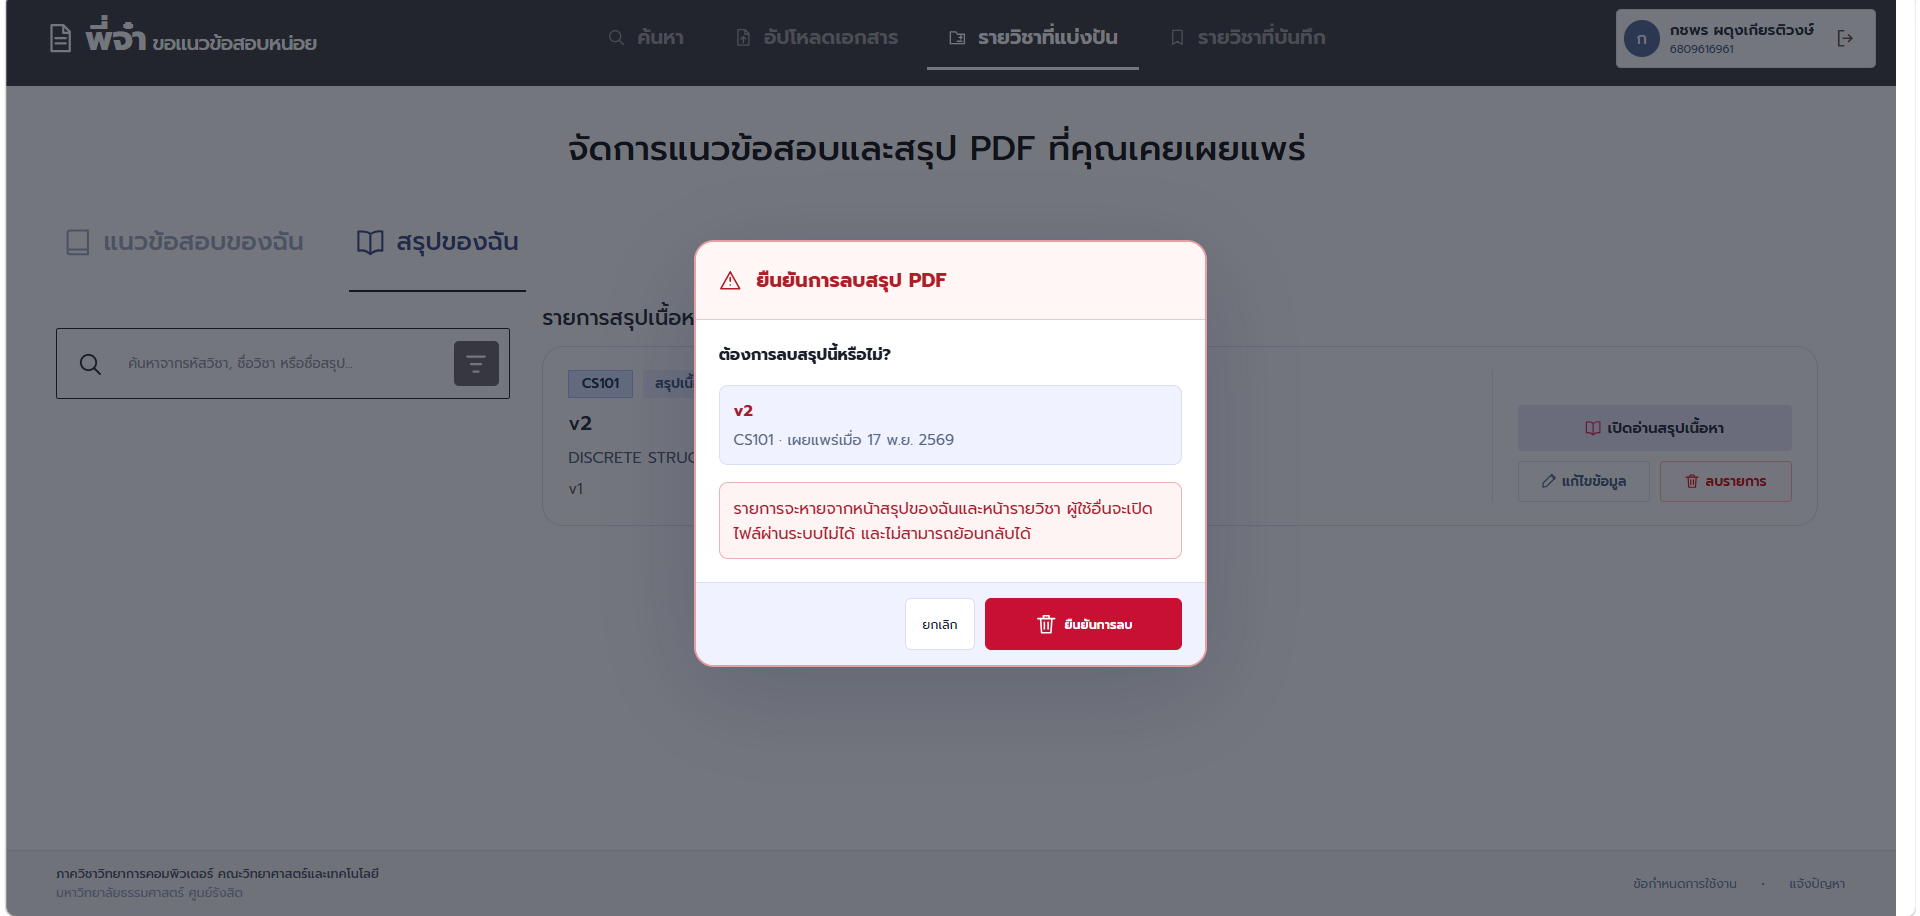 พี่จ๋า ขอแนวข้อสอบหน่อย
ค้นหา
อัปโหลดเอกสาร
รายวิชาที่แบ่งปัน
รายวิชาที่บันทึก
ก
กชพร ผดุงเกียรติวงษ์
6809616961
จัดการแนวข้อสอบและสรุป PDF ที่คุณเคยเผยแพร่
แนวข้อสอบของฉัน
สรุปของฉัน
ค้นหาจากรหัสวิชา, ชื่อวิชา หรือชื่อสรุป...
รายการสรุปเนื้อห
CS101
สรุปเนื้
v2
DISCRETE STRUC
v1
เปิดอ่านสรุปเนื้อหา
แก้ไขข้อมูล
ลบรายการ
ยืนยันการลบสรุป PDF
ต้องการลบสรุปนี้หรือไม่?
v2
CS101 · เผยแพร่เมื่อ 17 พ.ย. 2569
รายการจะหายจากหน้าสรุปของฉันและหน้ารายวิชา ผู้ใช้อื่นจะเปิด
ไฟล์ผ่านระบบไม่ได้ และไม่สามารถย้อนกลับได้
ยกเลิก
ยืนยันการลบ
ภาควิชาวิทยาการคอมพิวเตอร์ คณะวิทยาศาสตร์และเทคโนโลยี
มหาวิทยาลัยธรรมศาสตร์ ศูนย์รังสิต
ข้อกำหนดการใช้งาน · แจ้งปัญหา